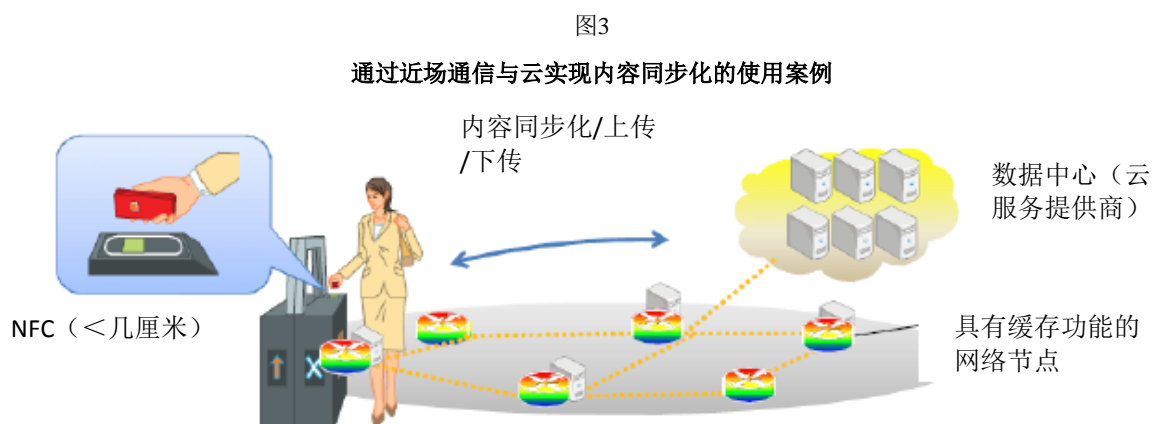 图3
通过近场通信与云实现内容同步化的使用案例
内容同步化/上传
/下传
数据中心（云
服务提供商）
NFC（＜几厘米）
具有缓存功能的
网络节点